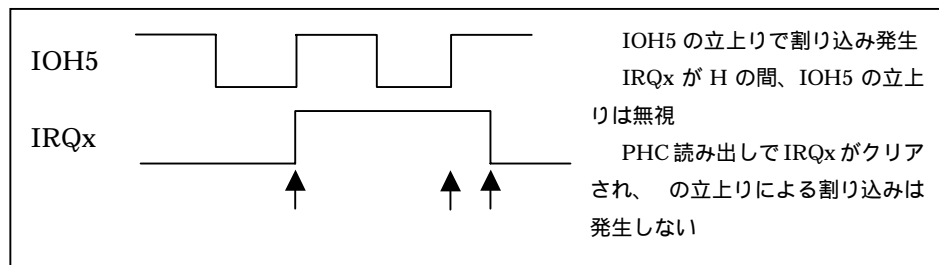 IOH5
IRQx
IOH5 の立上りで割り込み発生
IRQx が H の間、IOH5 の立上
りは無視
PHC 読み出しで IRQx がクリア
され、　の立上りによる割り込みは
発生しない